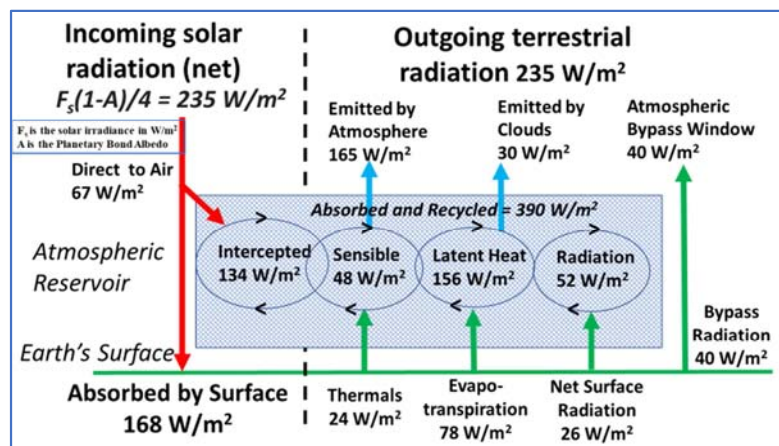 Incoming solar
radiation (net)
Fₛ(1-A)/4 = 235 W/m²
Fₛ is the solar irradiance in W/m²
A is the Planetary Bond Albedo
Direct to Air
67 W/m²
Outgoing terrestrial
radiation 235 W/m²
Emitted by
Atmosphere
165 W/m²
Emitted by
Clouds
30 W/m²
Atmospheric
Bypass Window
40 W/m²
Absorbed and Recycled = 390 W/m²
Atmospheric
Reservoir
Intercepted
134 W/m²
Sensible
48 W/m²
Latent Heat
156 W/m²
Radiation
52 W/m²
Bypass
Radiation
40 W/m²
Earth's Surface
Absorbed by Surface
168 W/m²
Thermals
24 W/m²
Evapo-
transpiration
78 W/m²
Net Surface
Radiation
26 W/m²